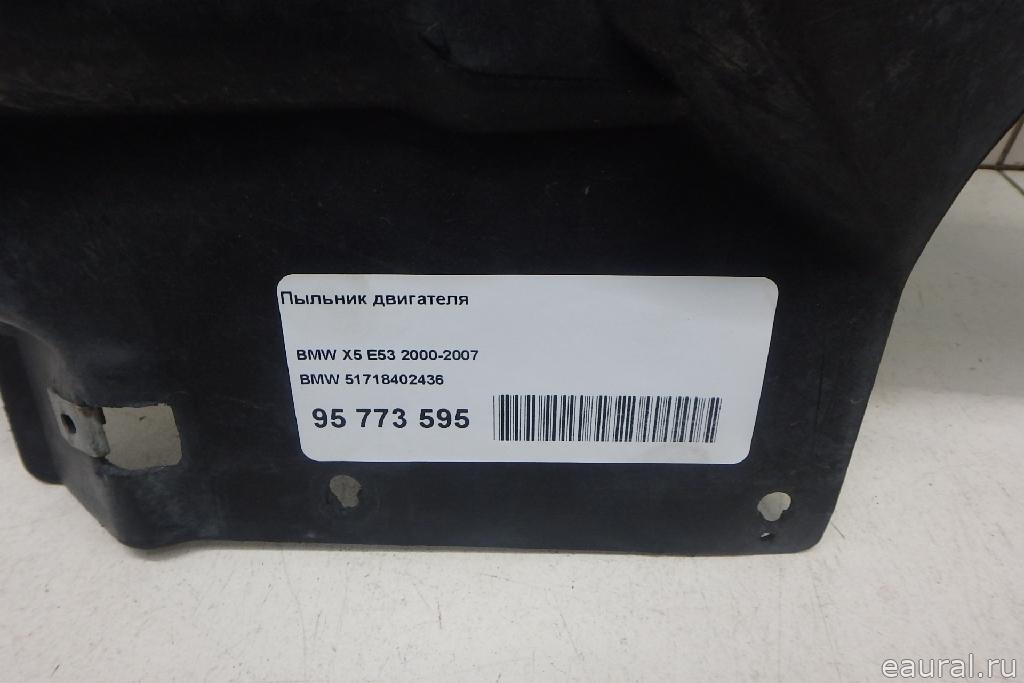 Пыльник двигателя
BMW X5 E53 2000-2007
BMW 51718402436
95 773 595
eaural.ru